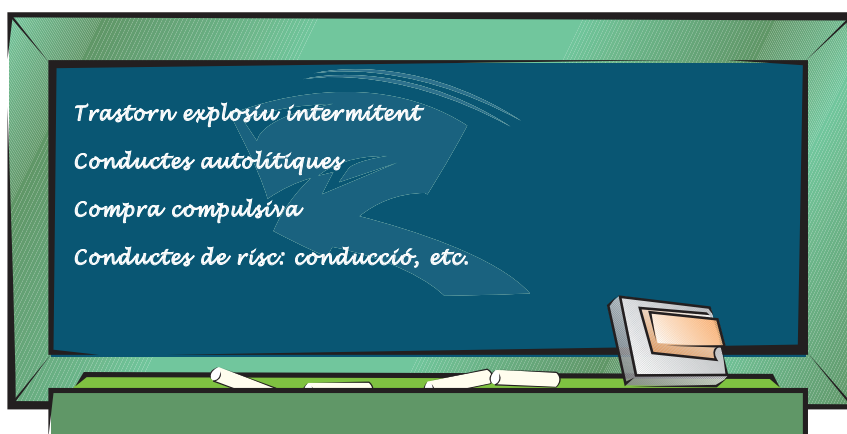 Trastorn explosiu intermitent
Conductes autolítiques
Compra compulsiva
Conductes de risc: conducció, etc.